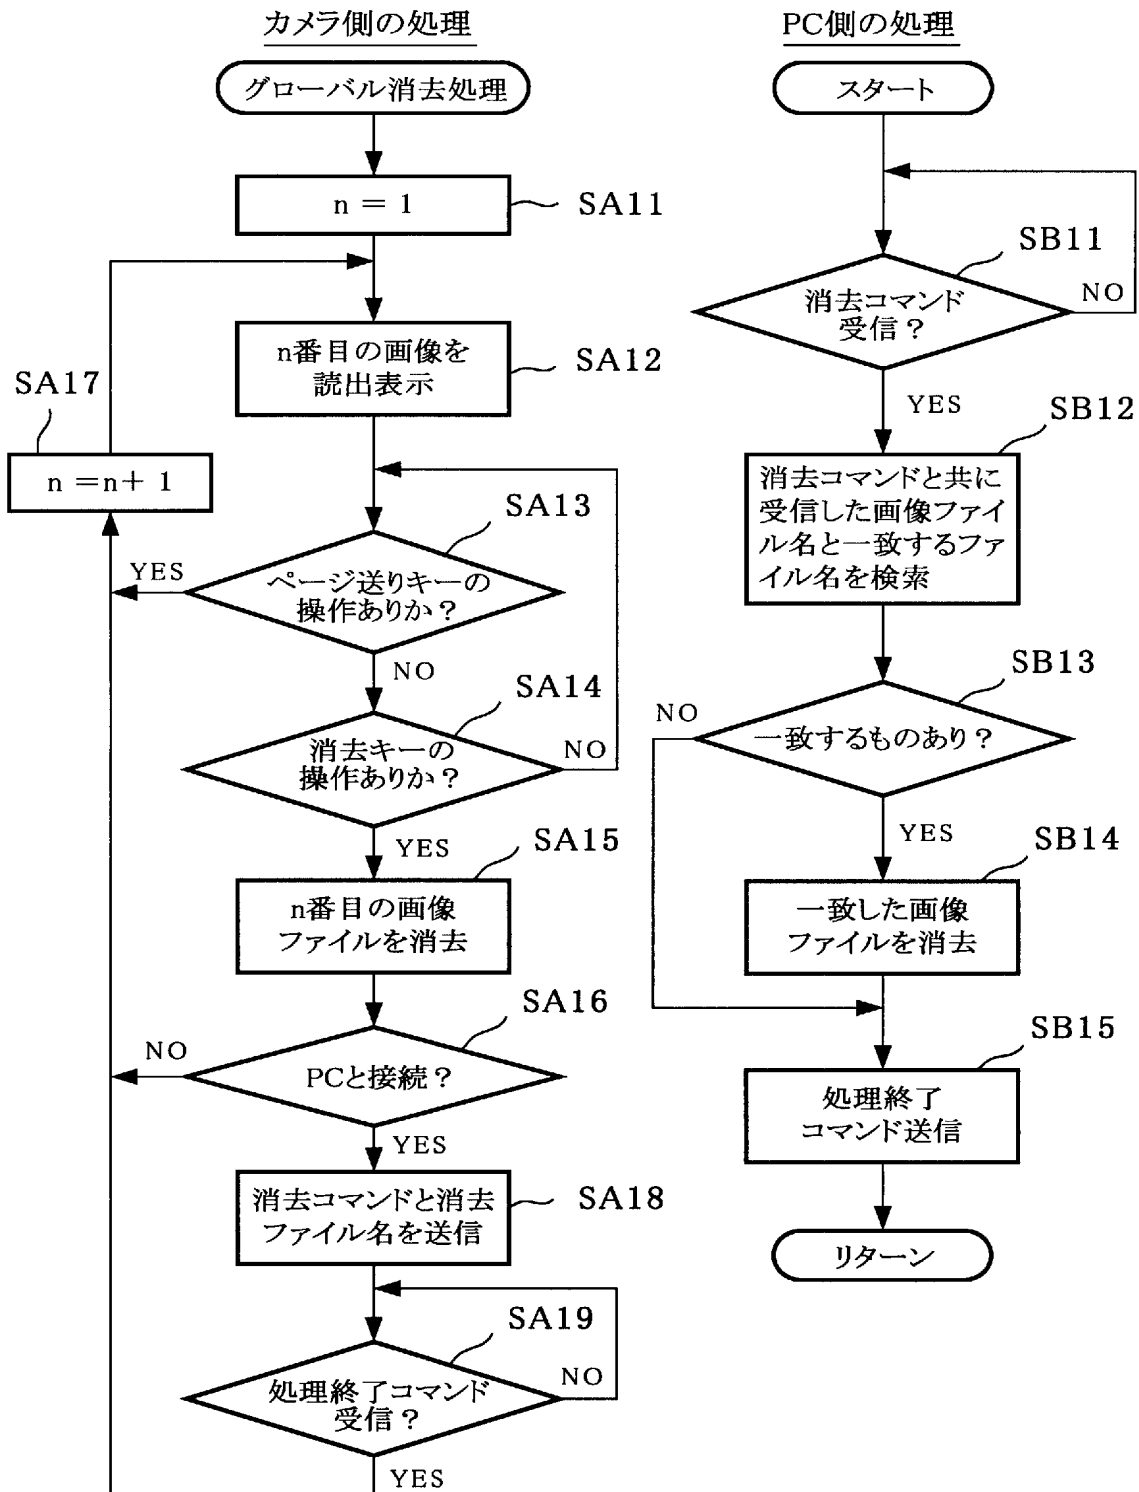 カメラ側の処理
グローバル消去処理
n = 1
SA11
n番目の画像を
読出表示
SA12
SA17
n =n+ 1
SA13
YES
ページ送りキーの
操作ありか？
NO
SA14
消去キーの
操作ありか？
NO
YES
SA15
n番目の画像
ファイルを消去
SA16
NO
PCと接続？
YES
消去コマンドと消去
ファイル名を送信
SA18
SA19
NO
処理終了コマンド
受信？
YES
PC側の処理
スタート
SB11
消去コマンド
受信？
NO
YES
SB12
消去コマンドと共に
受信した画像ファイ
ル名と一致するファ
イル名を検索
SB13
NO
一致するものあり？
YES
SB14
一致した画像
ファイルを消去
SB15
処理終了
コマンド送信
リターン